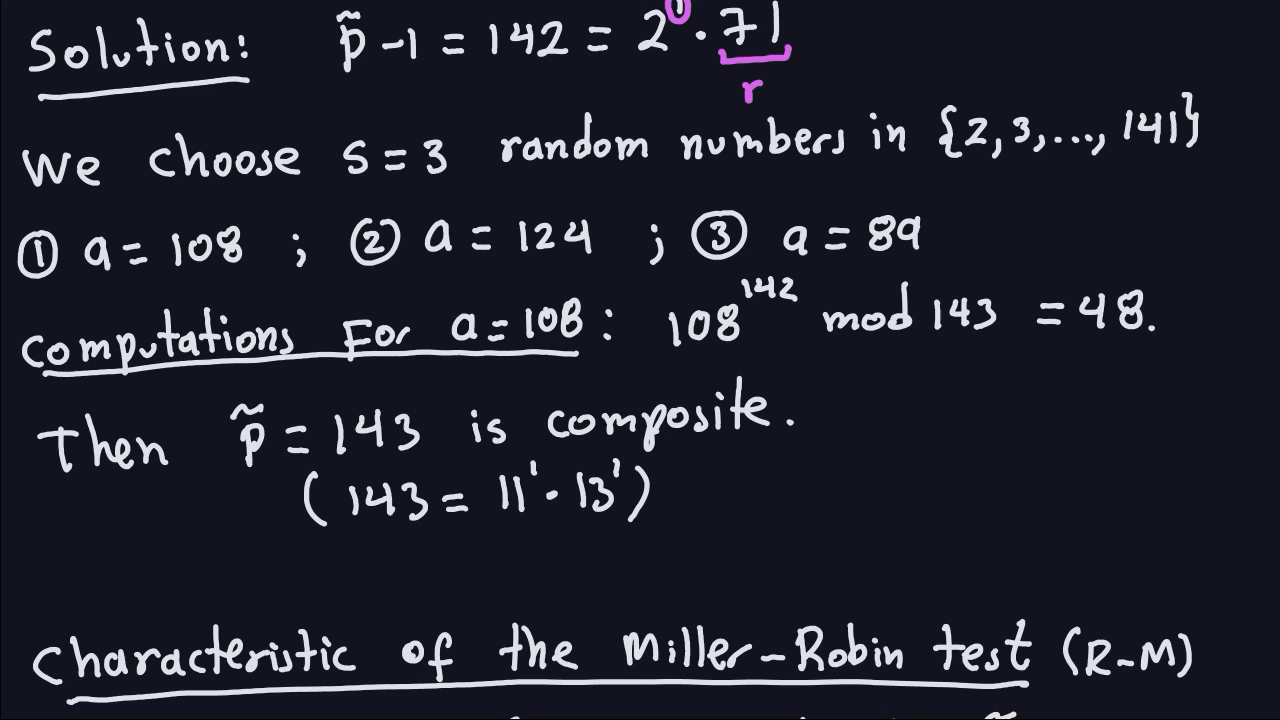 Solution: p̃ - 1 = 142 = 2¹ · 71
r
We choose s = 3 random numbers in {2, 3, ..., 141}
① a = 108 ; ② a = 124 ; ③ a = 89
Computations For a = 108 : 108¹⁴² mod 143 = 48.
Then p̃ = 143 is composite.
( 143 = 11¹ · 13¹ )
Characteristic of the Miller-Robin test (R-M)